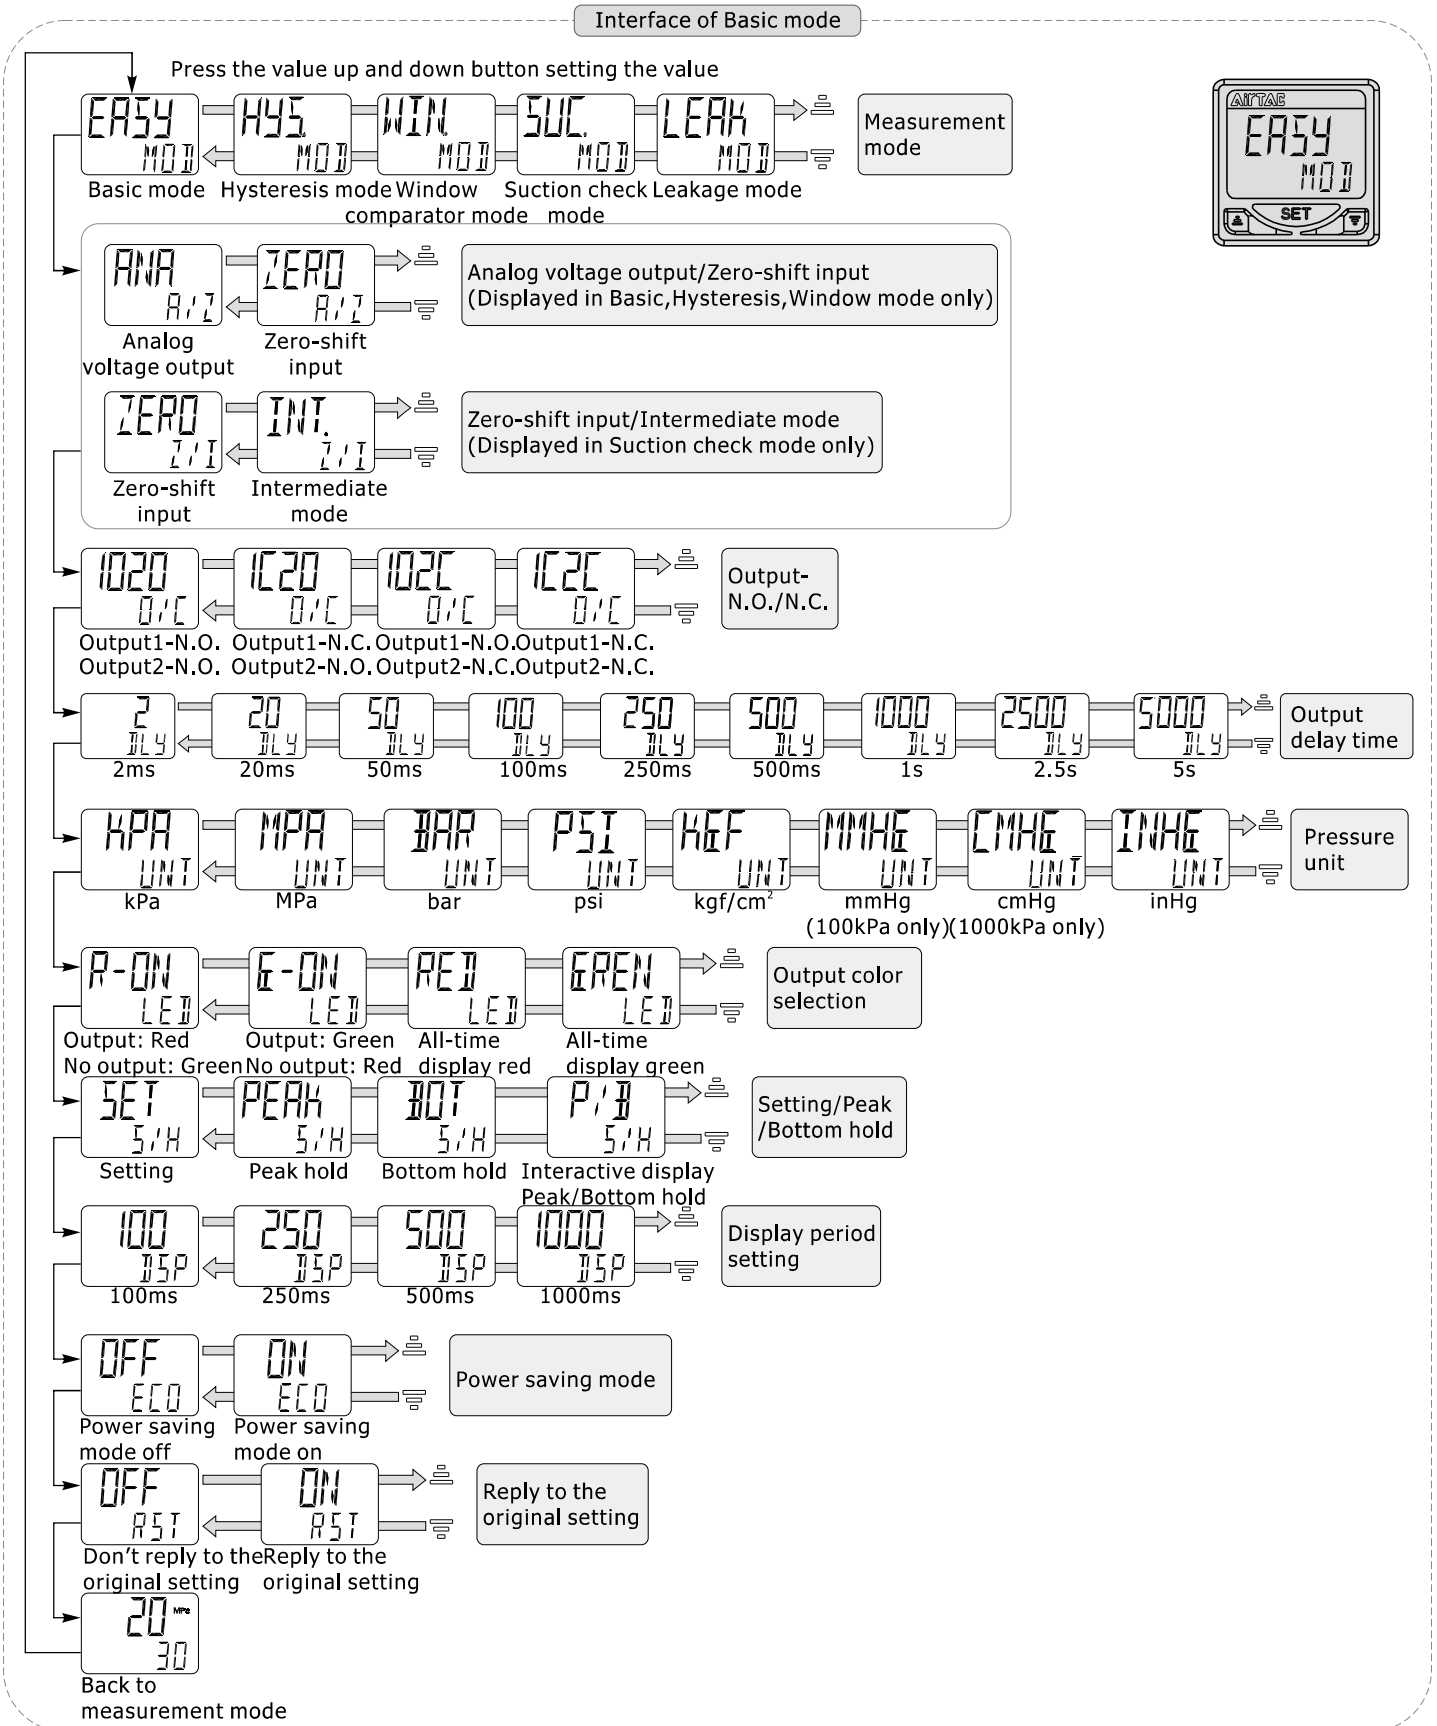 Interface of Basic mode
Press the value up and down button setting the value
EASY MOD
HYS. MOD
WIN. MOD
SUC. MOD
LEAK MOD
Measurement
mode
AirTAC
EASY
MOD
SET
Basic mode Hysteresis mode Window Suction check Leakage mode
comparator mode mode
ANA A/Z
ZERO A/Z
Analog voltage output/Zero-shift input
(Displayed in Basic,Hysteresis,Window mode only)
Analog Zero-shift
voltage output input
ZERO Z/I
INT. Z/I
Zero-shift input/Intermediate mode
(Displayed in Suction check mode only)
Zero-shift Intermediate
input mode
1O2O O/C
1C2O O/C
1O2C O/C
1C2C O/C
Output-
N.O./N.C.
Output1-N.O. Output1-N.C. Output1-N.O. Output1-N.C.
Output2-N.O. Output2-N.O. Output2-N.C. Output2-N.C.
2 DLY
20 DLY
50 DLY
100 DLY
250 DLY
500 DLY
1000 DLY
2500 DLY
5000 DLY
Output
delay time
2ms 20ms 50ms 100ms 250ms 500ms 1s 2.5s 5s
KPA UNT
MPA UNT
BAR UNT
PSI UNT
KGF UNT
MMHG UNT
CMHG UNT
INHG UNT
Pressure
unit
kPa MPa bar psi kgf/cm² mmHg cmHg inHg
(100kPa only) (1000kPa only)
R-ON LED
G-ON LED
RED LED
GREN LED
Output color
selection
Output: Red Output: Green All-time All-time
No output: Green No output: Red display red display green
SET S/H
PEAK S/H
BOT S/H
P/B S/H
Setting/Peak
/Bottom hold
Setting Peak hold Bottom hold Interactive display
Peak/Bottom hold
100 DSP
250 DSP
500 DSP
1000 DSP
Display period
setting
100ms 250ms 500ms 1000ms
OFF ECO
ON ECO
Power saving mode
Power saving Power saving
mode off mode on
OFF RST
ON RST
Reply to the
original setting
Don't reply to the Reply to the
original setting original setting
20 MPa
30
Back to
measurement mode